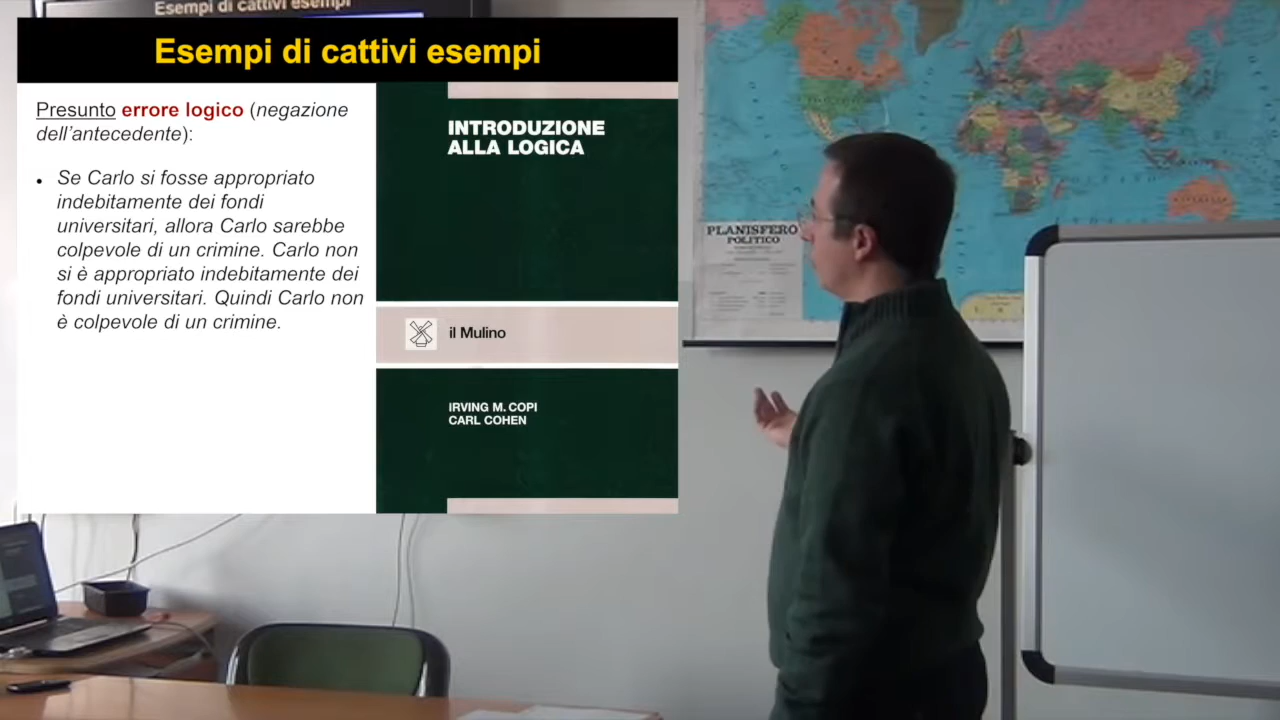 Esempi di cattivi esempi
Esempi di cattivi esempi
Presunto errore logico (negazione
dell'antecedente):
• Se Carlo si fosse appropriato
indebitamente dei fondi
universitari, allora Carlo sarebbe
colpevole di un crimine. Carlo non
si è appropriato indebitamente dei
fondi universitari. Quindi Carlo non
è colpevole di un crimine.
INTRODUZIONE
ALLA LOGICA
il Mulino
IRVING M. COPI
CARL COHEN
PLANISFERO
POLITICO